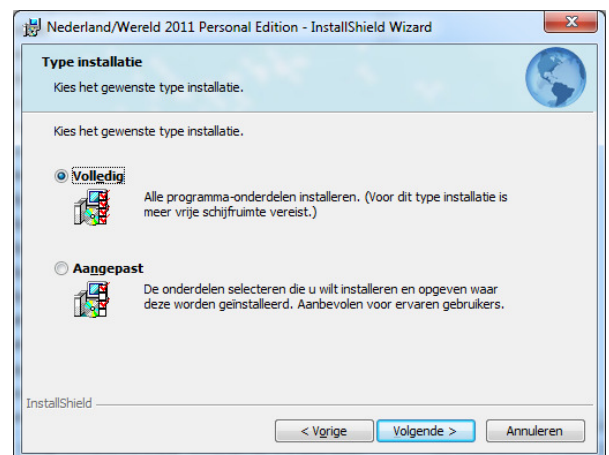 Nederland/Wereld 2011 Personal Edition - InstallShield Wizard
Type installatie
Kies het gewenste type installatie.
Kies het gewenste type installatie.
Volledig
Alle programma-onderdelen installeren. (Voor dit type installatie is
meer vrije schijfruimte vereist.)
Aangepast
De onderdelen selecteren die u wilt installeren en opgeven waar
deze worden geïnstalleerd. Aanbevolen voor ervaren gebruikers.
InstallShield
< Vorige Volgende > Annuleren